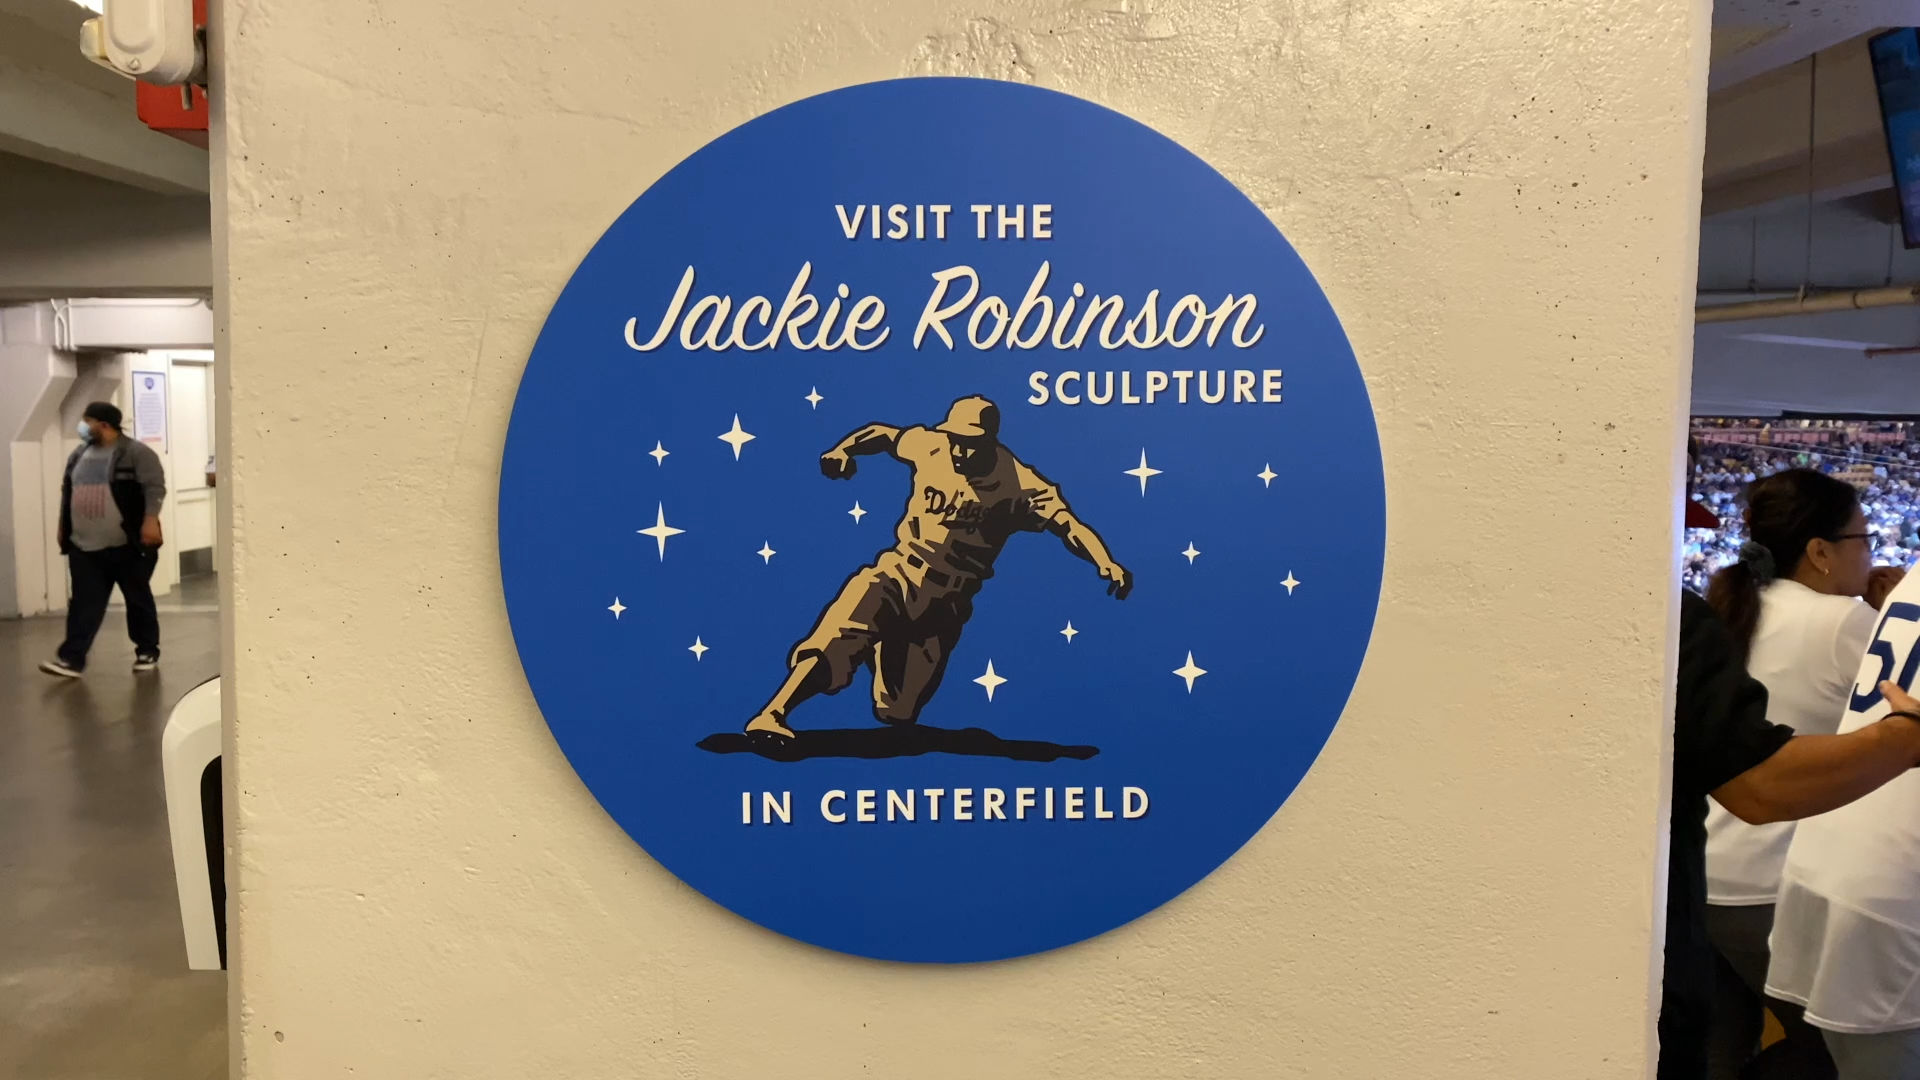 VISIT THE
Jackie Robinson
SCULPTURE
IN CENTERFIELD